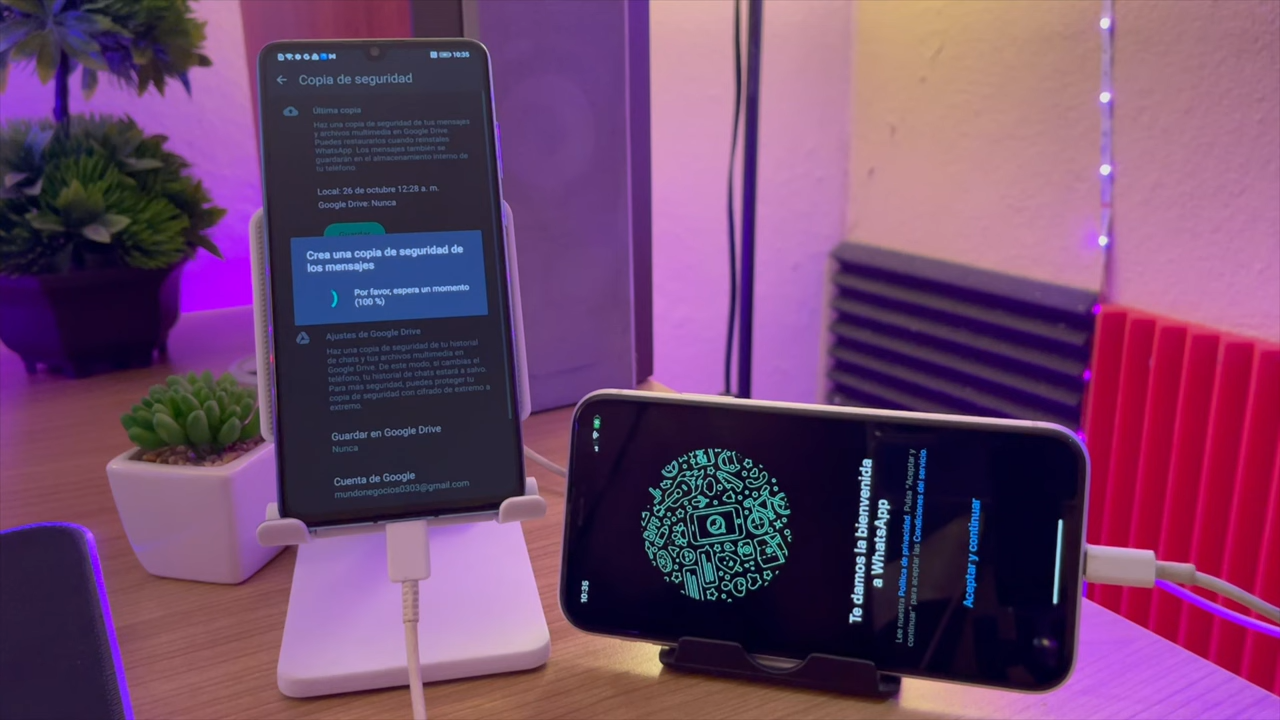 10:35
Copia de seguridad
Última copia
Haz una copia de seguridad de tus mensajes
y archivos multimedia en Google Drive.
Puedes restaurarlos cuando reinstales
WhatsApp. Los mensajes también se
guardarán en el almacenamiento interno de
tu teléfono.
Local: 26 de octubre 12:28 a. m.
Google Drive: Nunca
Crea una copia de seguridad de
los mensajes
Por favor, espera un momento
(100 %)
Ajustes de Google Drive
Haz una copia de seguridad de tu historial
de chats y tus archivos multimedia en
Google Drive. De este modo, si cambias el
teléfono, tu historial de chats estará a salvo.
Para más seguridad, puedes proteger tu
copia de seguridad con cifrado de extremo a
extremo.
Guardar en Google Drive
Nunca
Cuenta de Google
mundonegocios0303@gmail.com
10:35
Te damos la bienvenida
a WhatsApp
Lee nuestra Política de privacidad. Pulsa "Aceptar y
continuar" para aceptar las Condiciones del servicio.
Aceptar y continuar